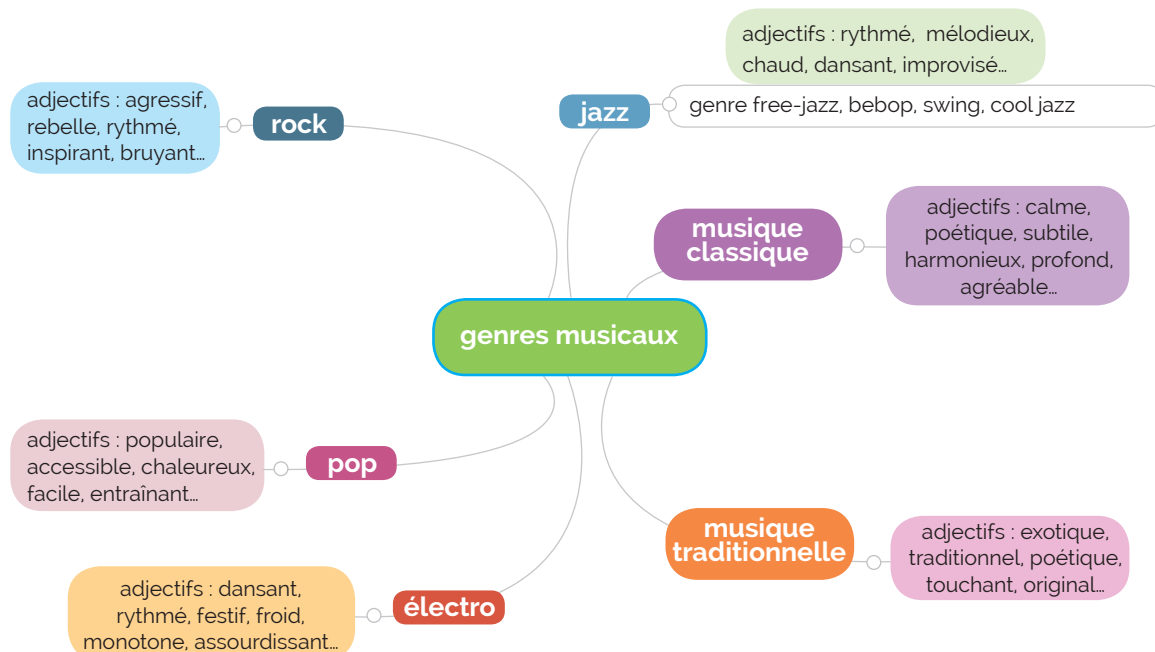 adjectifs : rythmé, mélodieux,
chaud, dansant, improvisé…
jazz
genre free-jazz, bebop, swing, cool jazz
adjectifs : agressif,
rebelle, rythmé,
inspirant, bruyant…
rock
musique
classique
adjectifs : calme,
poétique, subtile,
harmonieux, profond,
agréable…
genres musicaux
adjectifs : populaire,
accessible, chaleureux,
facile, entraînant…
pop
musique
traditionnelle
adjectifs : exotique,
traditionnel, poétique,
touchant, original…
adjectifs : dansant,
rythmé, festif, froid,
monotone, assourdissant…
électro